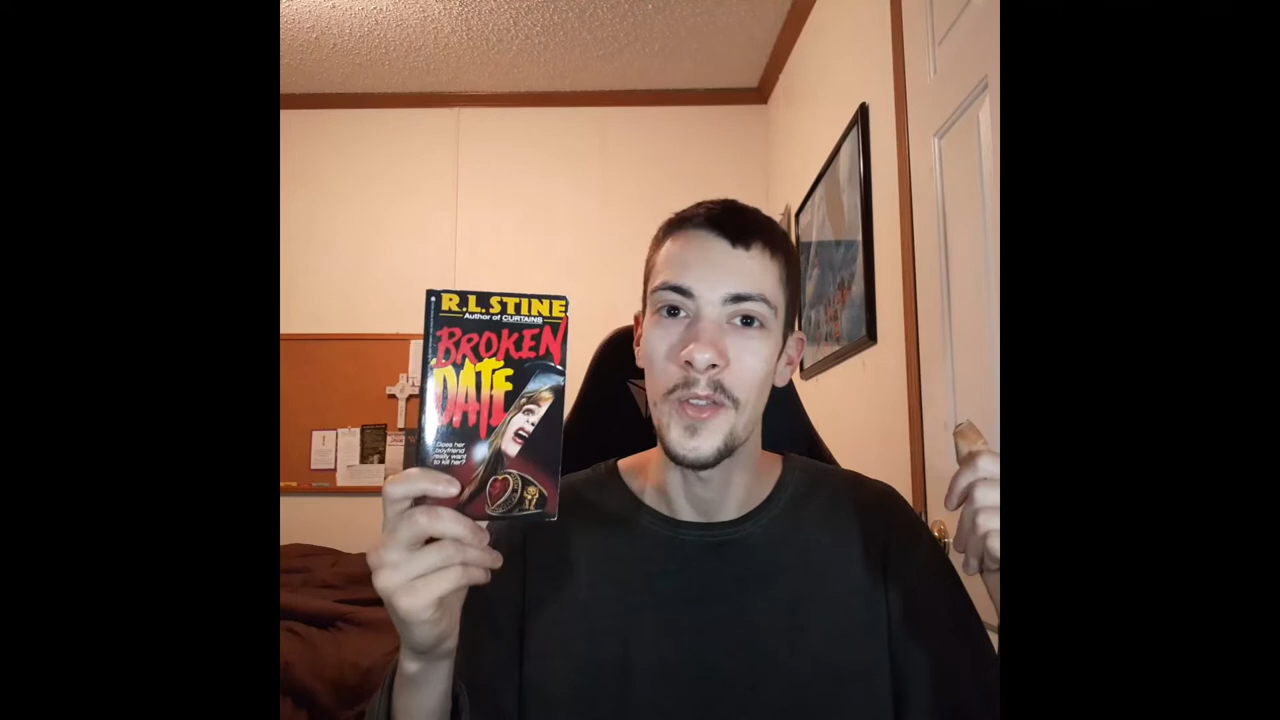 R.L. STINE
Author of CURTAINS
BROKEN
DATE
Does her
boyfriend
really want
to kill her?